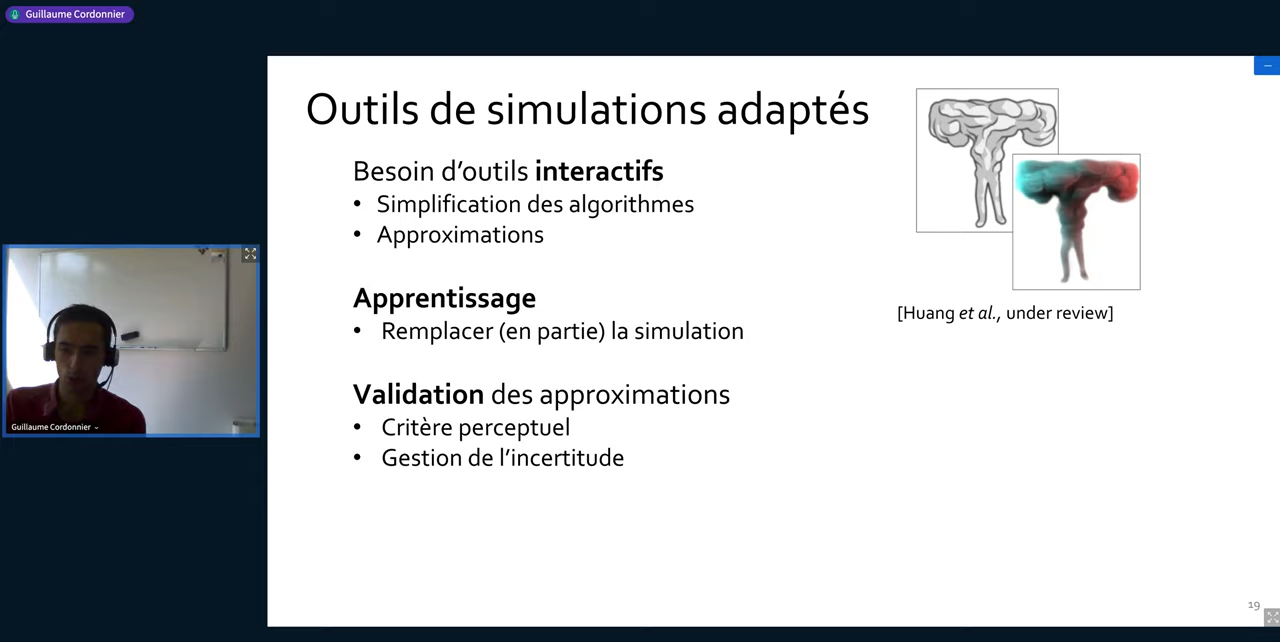 Guillaume Cordonnier
Outils de simulations adaptés
Besoin d'outils interactifs
• Simplification des algorithmes
• Approximations
Apprentissage
• Remplacer (en partie) la simulation
Validation des approximations
• Critère perceptuel
• Gestion de l'incertitude
[Huang et al., under review]
Guillaume Cordonnier
19